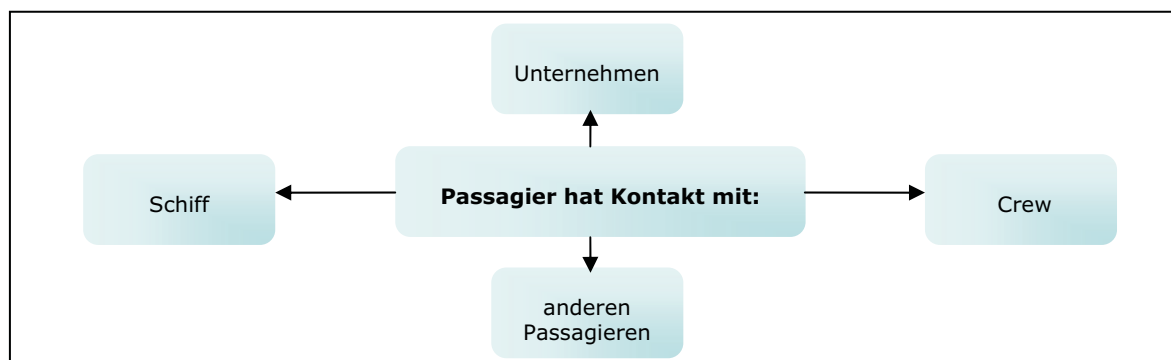 Unternehmen
Schiff
Passagier hat Kontakt mit:
Crew
anderen
Passagieren